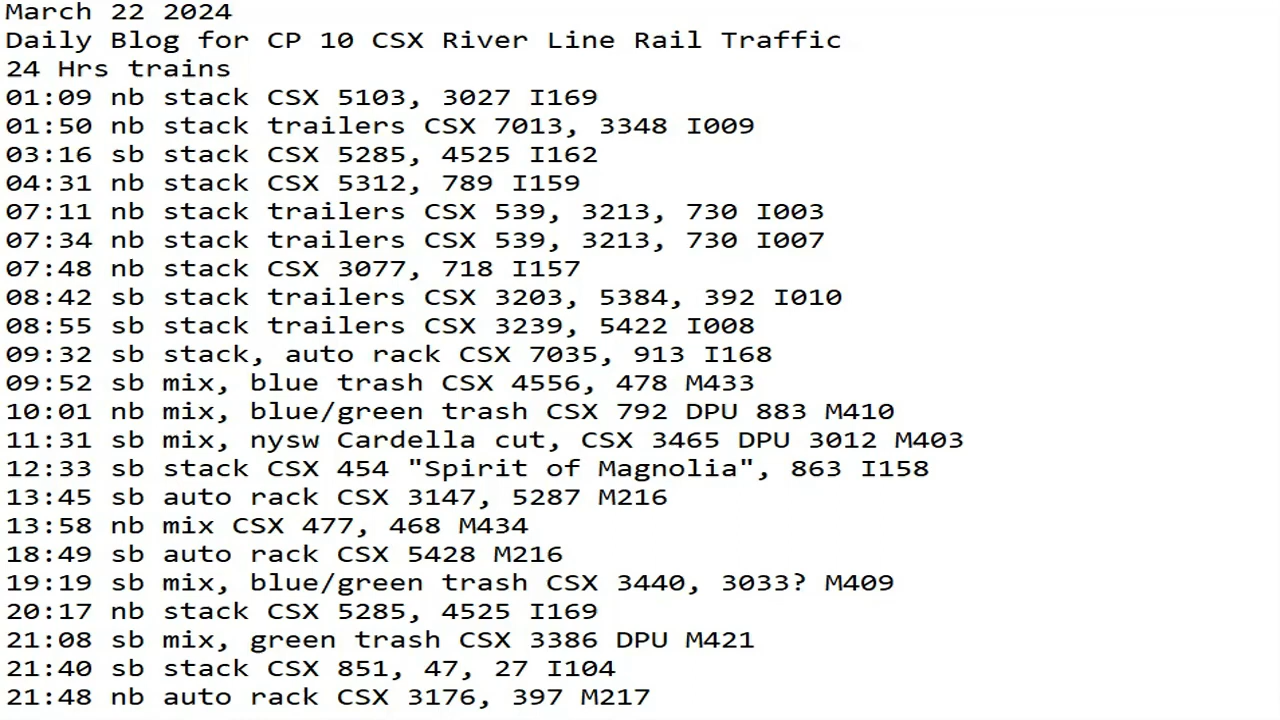 March 22 2024
Daily Blog for CP 10 CSX River Line Rail Traffic
24 Hrs trains
01:09 nb stack CSX 5103, 3027 I169
01:50 nb stack trailers CSX 7013, 3348 I009
03:16 sb stack CSX 5285, 4525 I162
04:31 nb stack CSX 5312, 789 I159
07:11 nb stack trailers CSX 539, 3213, 730 I003
07:34 nb stack trailers CSX 539, 3213, 730 I007
07:48 nb stack CSX 3077, 718 I157
08:42 sb stack trailers CSX 3203, 5384, 392 I010
08:55 sb stack trailers CSX 3239, 5422 I008
09:32 sb stack, auto rack CSX 7035, 913 I168
09:52 sb mix, blue trash CSX 4556, 478 M433
10:01 nb mix, blue/green trash CSX 792 DPU 883 M410
11:31 sb mix, nysw Cardella cut, CSX 3465 DPU 3012 M403
12:33 sb stack CSX 454 "Spirit of Magnolia", 863 I158
13:45 sb auto rack CSX 3147, 5287 M216
13:58 nb mix CSX 477, 468 M434
18:49 sb auto rack CSX 5428 M216
19:19 sb mix, blue/green trash CSX 3440, 3033? M409
20:17 nb stack CSX 5285, 4525 I169
21:08 sb mix, green trash CSX 3386 DPU M421
21:40 sb stack CSX 851, 47, 27 I104
21:48 nb auto rack CSX 3176, 397 M217